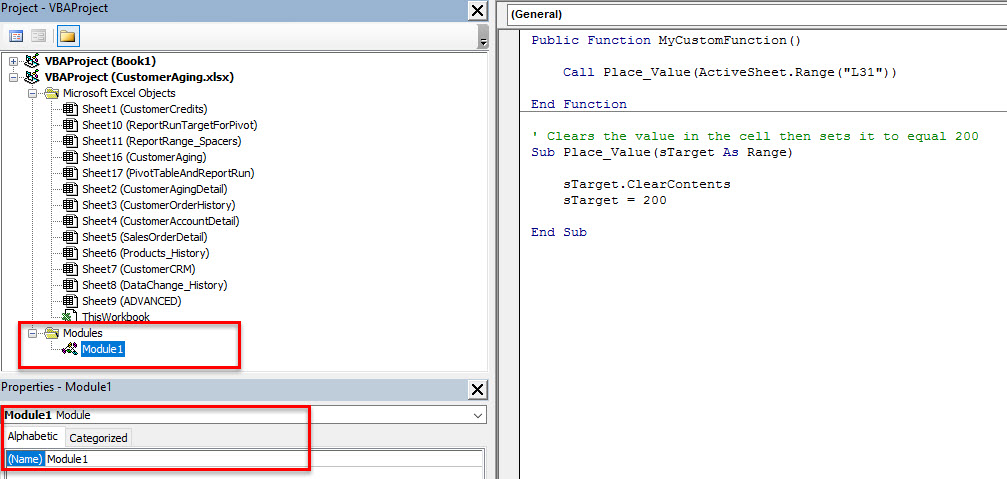 Project - VBAProject
VBAProject (Book1)
VBAProject (CustomerAging.xlsx)
Microsoft Excel Objects
Sheet1 (CustomerCredits)
Sheet10 (ReportRunTargetForPivot)
Sheet11 (ReportRange_Spacers)
Sheet16 (CustomerAging)
Sheet17 (PivotTableAndReportRun)
Sheet2 (CustomerAgingDetail)
Sheet3 (CustomerOrderHistory)
Sheet4 (CustomerAccountDetail)
Sheet5 (SalesOrderDetail)
Sheet6 (Products_History)
Sheet7 (CustomerCRM)
Sheet8 (DataChange_History)
Sheet9 (ADVANCED)
ThisWorkbook
Modules
Module1
Properties - Module1
Module1 Module
Alphabetic Categorized
(Name) Module1
(General)
Public Function MyCustomFunction()
Call Place_Value(ActiveSheet.Range("L31"))
End Function
' Clears the value in the cell then sets it to equal 200
Sub Place_Value(sTarget As Range)
sTarget.ClearContents
sTarget = 200
End Sub